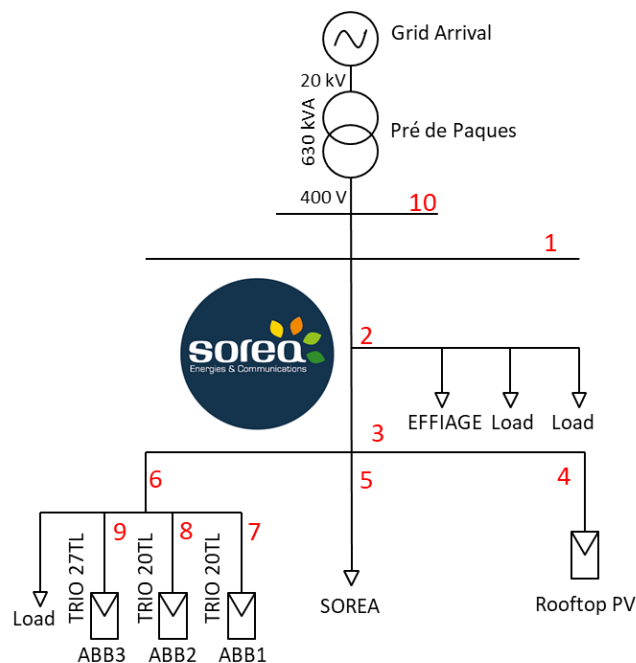 Grid Arrival
20 kV
630 kVA
Pré de Paques
400 V
10
1
sorea
Energies & Communications
2
EFFIAGE Load Load
3
6
5
4
TRIO 27TL
9
TRIO 20TL
8
TRIO 20TL
7
Load
SOREA
Rooftop PV
ABB3 ABB2 ABB1